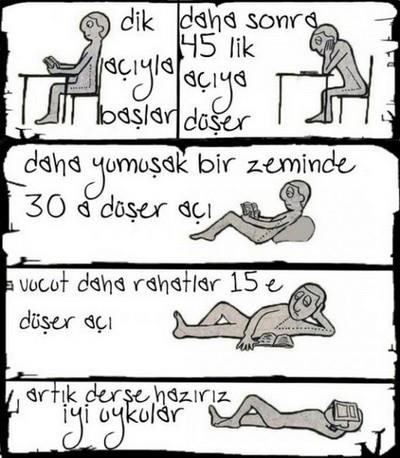 dik
açıyla
başlar
daha sonra
45 lik
açıya
düşer
daha yumuşak bir zeminde
30 a düşer açı
vücut daha rahatlar 15 e
düşer açı
artık derse hazırız
iyi uykular